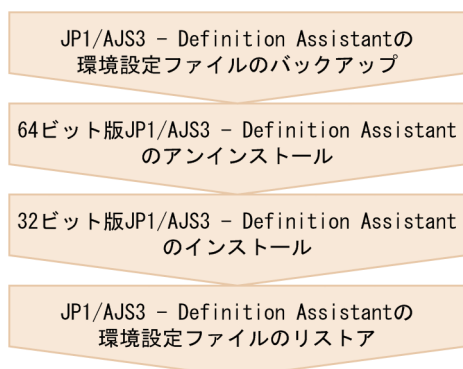 JP1/AJS3 - Definition Assistantの
環境設定ファイルのバックアップ
64ビット版JP1/AJS3 - Definition Assistant
のアンインストール
32ビット版JP1/AJS3 - Definition Assistant
のインストール
JP1/AJS3 - Definition Assistantの
環境設定ファイルのリストア